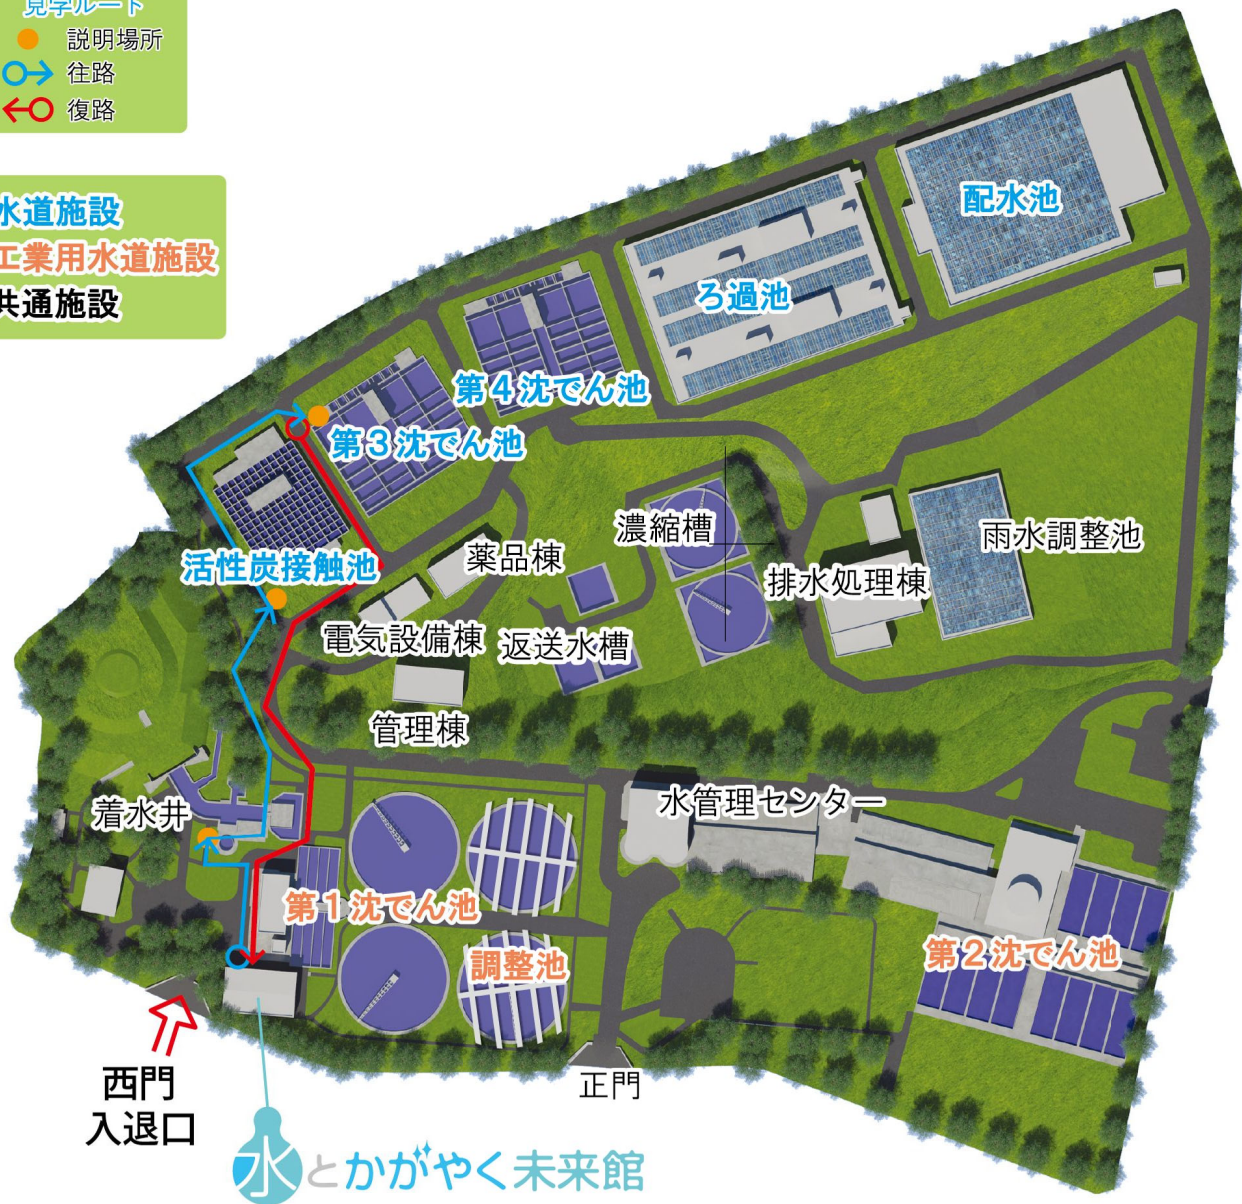 見学ルート
説明場所
往路
復路
水道施設
工業用水道施設
共通施設
配水池
ろ過池
第4沈でん池
第3沈でん池
活性炭接触池
薬品棟
濃縮槽
雨水調整池
排水処理棟
電気設備棟
返送水槽
管理棟
着水井
水管理センター
第1沈でん池
調整池
第2沈でん池
西門
入退口
正門
水とかがやく未来館